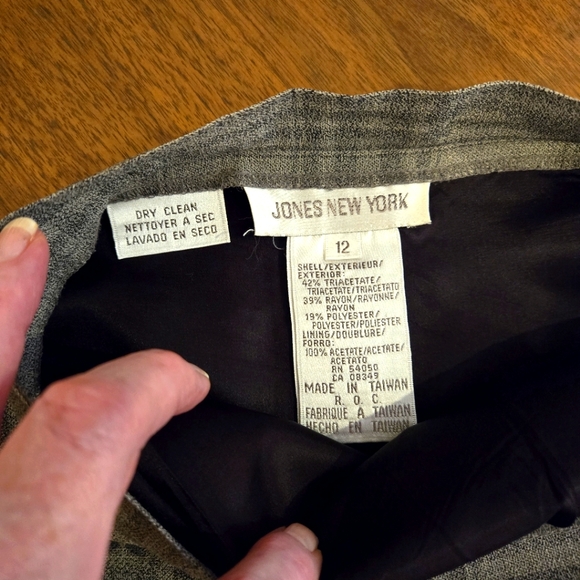 DRY CLEAN
NETTOYER A SEC
LAVADO EN SECO
JONES NEW YORK
12
SHELL/EXTERIEUR/
EXTERIOR:
42% TRIACETATE/
TRIACETATE/TRIACETATO
39% RAYON/RAYONNE/
RAYON
19% POLYESTER/
POLYESTER/POLIESTER
LINING/DOUBLURE/
FORRO:
100% ACETATE/ACETATE/
ACETATO
RN 54050
CA 08349
MADE IN TAIWAN
R. O. C.
FABRIQUE A TAIWAN
HECHO EN TAIWAN